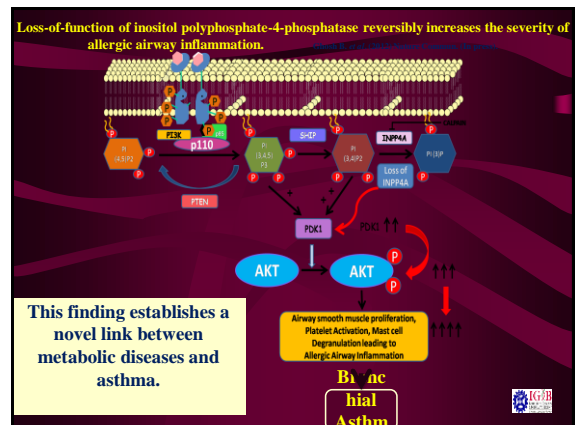 Loss-of-function of inositol polyphosphate-4-phosphatase reversibly increases the severity of
allergic airway inflammation.
P
P
P
P
P
P
PI3K
p85
p110
PI
(4,5)P2
P
P
P
PTEN
PI
(3,4,5)
P3
P
P
P
P
SHIP
PI
(3,4)P2
P
P
P
INPP4A
Loss of
INPP4A
PI(3)P
P
P
+
+
PDK1
PDK1
AKT
AKT
P
P
Airway smooth muscle proliferation,
Platelet Activation, Mast cell
Degranulation leading to
Allergic Airway Inflammation
This finding establishes a
novel link between
metabolic diseases and
asthma.
Bronc
hial
Asthm
IGIB